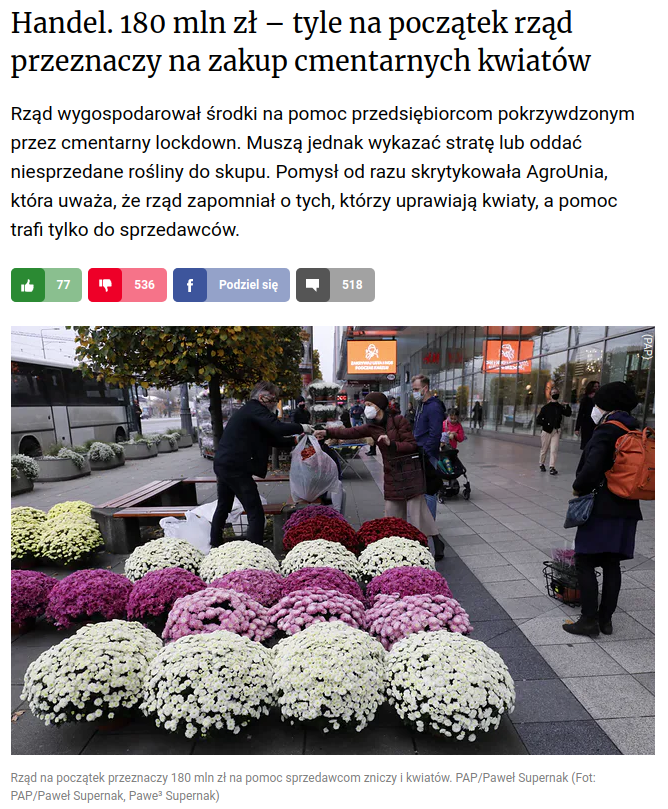 Handel. 180 mln zł – tyle na początek rząd
przeznaczy na zakup cmentarnych kwiatów
Rząd wygospodarował środki na pomoc przedsiębiorcom pokrzywdzonym
przez cmentarny lockdown. Muszą jednak wykazać stratę lub oddać
niesprzedane rośliny do skupu. Pomysł od razu skrytykowała AgroUnia,
która uważa, że rząd zapomniał o tych, którzy uprawiają kwiaty, a pomoc
trafi tylko do sprzedawców.
77 536 Podziel się 518
(PAP)
H&M
Rząd na początek przeznaczy 180 mln zł na pomoc sprzedawcom zniczy i kwiatów. PAP/Paweł Supernak (Fot:
PAP/Paweł Supernak, Pawe³ Supernak)